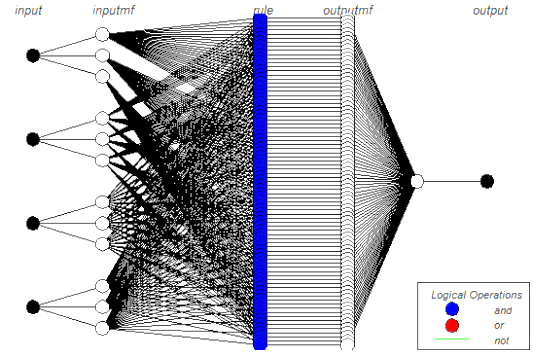 input inputmf rule outputmf output
Logical Operations
and
or
not